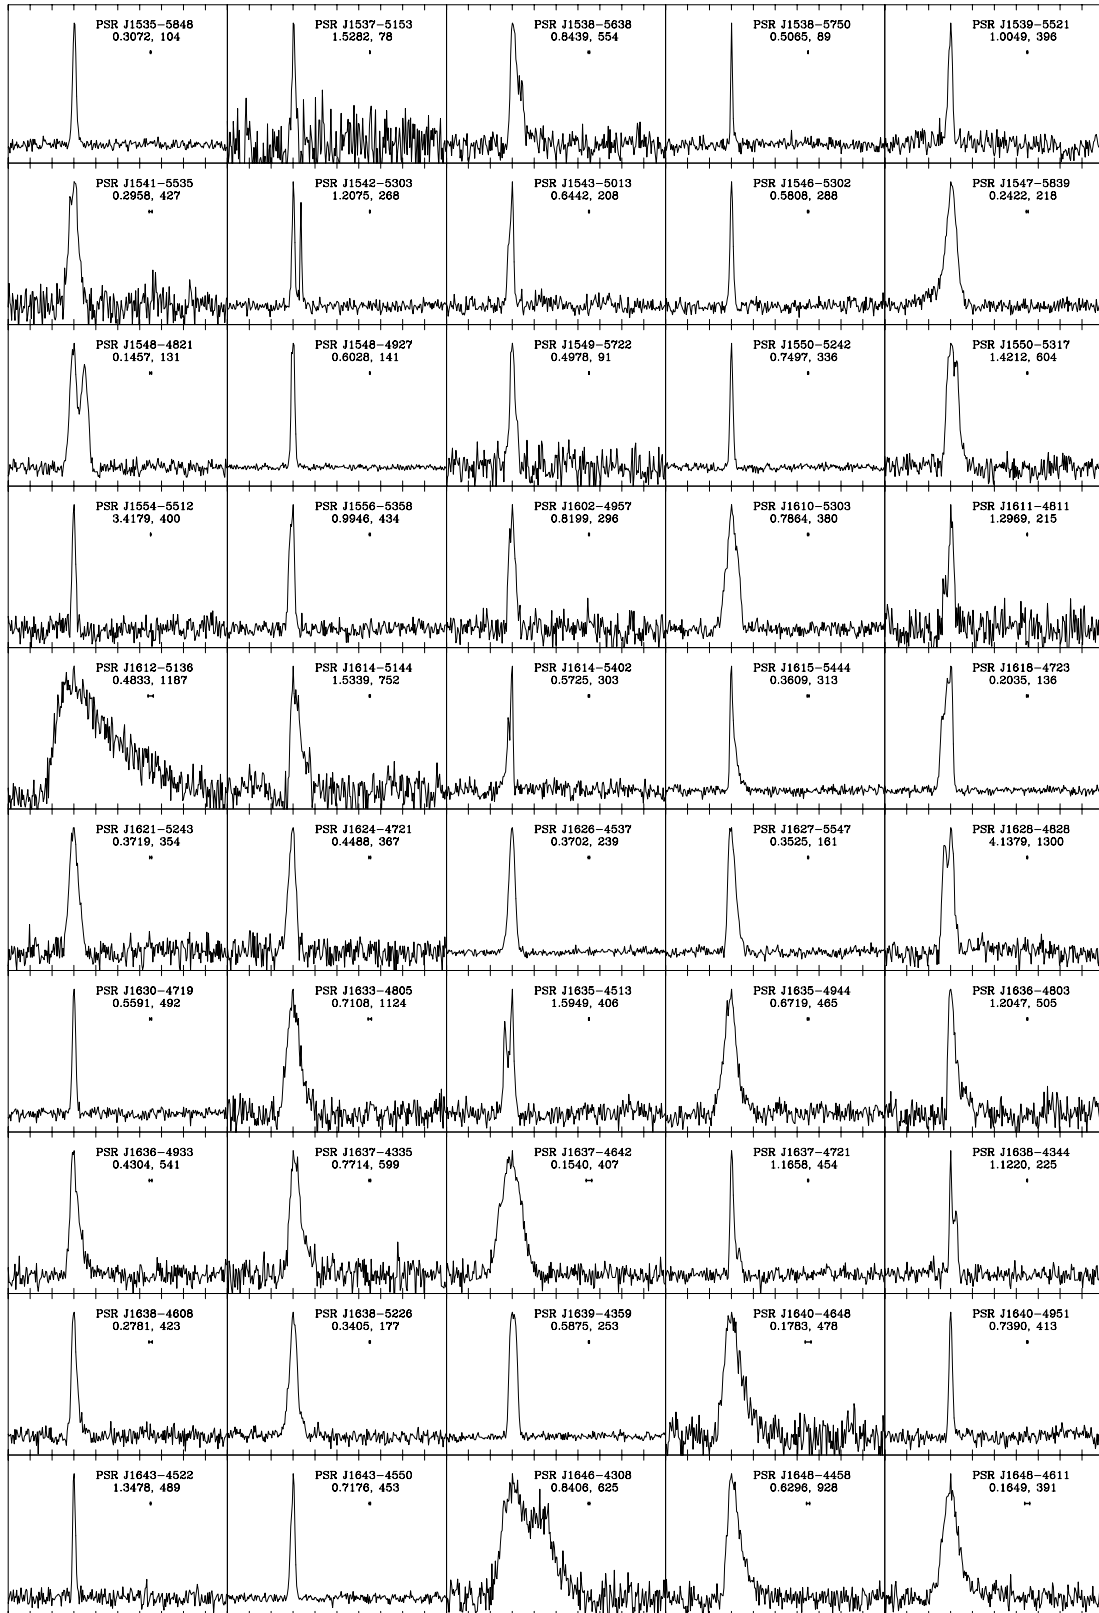 PSR J1535-5848
0.3072, 104
PSR J1537-5153
1.5282, 78
PSR J1538-5638
0.8439, 554
PSR J1538-5750
0.5065, 89
PSR J1539-5521
1.0049, 396
PSR J1541-5535
0.2958, 427
PSR J1542-5303
1.2075, 268
PSR J1543-5013
0.6442, 208
PSR J1546-5302
0.5808, 288
PSR J1547-5839
0.2422, 218
PSR J1548-4821
0.1457, 131
PSR J1548-4927
0.6028, 141
PSR J1549-5722
0.4978, 91
PSR J1550-5242
0.7497, 336
PSR J1550-5317
1.4212, 604
PSR J1554-5512
3.4179, 400
PSR J1556-5358
0.9946, 434
PSR J1602-4957
0.8199, 296
PSR J1610-5303
0.7864, 380
PSR J1611-4811
1.2969, 215
PSR J1612-5136
0.4833, 1187
PSR J1614-5144
1.5339, 752
PSR J1614-5402
0.5725, 303
PSR J1615-5444
0.3609, 313
PSR J1618-4723
0.2035, 136
PSR J1621-5243
0.3719, 354
PSR J1624-4721
0.4488, 367
PSR J1626-4537
0.3702, 239
PSR J1627-5547
0.3525, 161
PSR J1628-4828
4.1379, 1300
PSR J1630-4719
0.5591, 492
PSR J1633-4805
0.7108, 1124
PSR J1635-4513
1.5949, 406
PSR J1635-4944
0.6719, 465
PSR J1636-4803
1.2047, 505
PSR J1636-4933
0.4304, 541
PSR J1637-4335
0.7714, 599
PSR J1637-4642
0.1540, 407
PSR J1637-4721
1.1658, 454
PSR J1638-4344
1.1220, 225
PSR J1638-4608
0.2781, 423
PSR J1638-5226
0.3405, 177
PSR J1639-4359
0.5875, 253
PSR J1640-4648
0.1783, 478
PSR J1640-4951
0.7390, 413
PSR J1643-4522
1.3478, 489
PSR J1643-4550
0.7176, 453
PSR J1646-4308
0.8406, 625
PSR J1648-4458
0.6296, 928
PSR J1648-4611
0.1649, 391